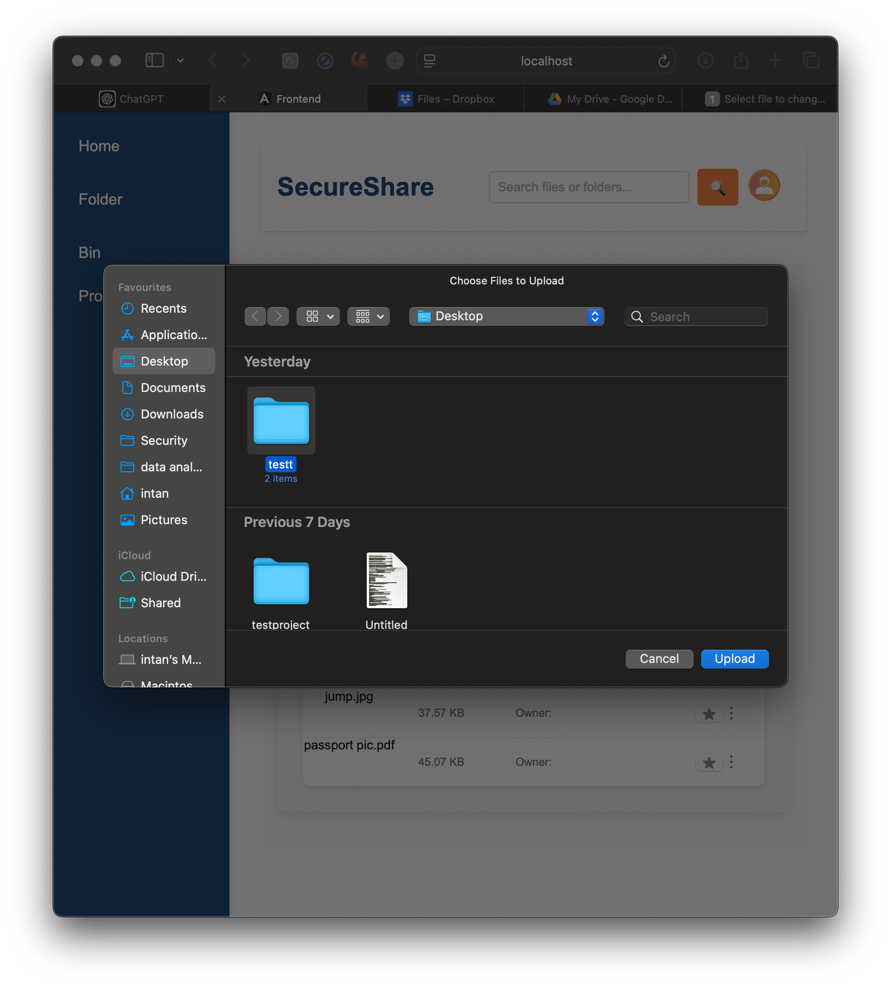 localhost
ChatGPT
Frontend
Files – Dropbox
My Drive – Google D...
1
Select file to chang...
Home
Folder
Bin
Pro
SecureShare
Search files or folders...
Choose Files to Upload
Favourites
Recents
Applicatio...
Desktop
Documents
Downloads
Security
data anal...
intan
Pictures
iCloud
iCloud Dri...
Shared
Locations
intan's M...
Macintos
Desktop
Search
Yesterday
testt
2 items
Previous 7 Days
testproject
Untitled
Cancel
Upload
jump.jpg
37.57 KB
Owner:
passport pic.pdf
45.07 KB
Owner: